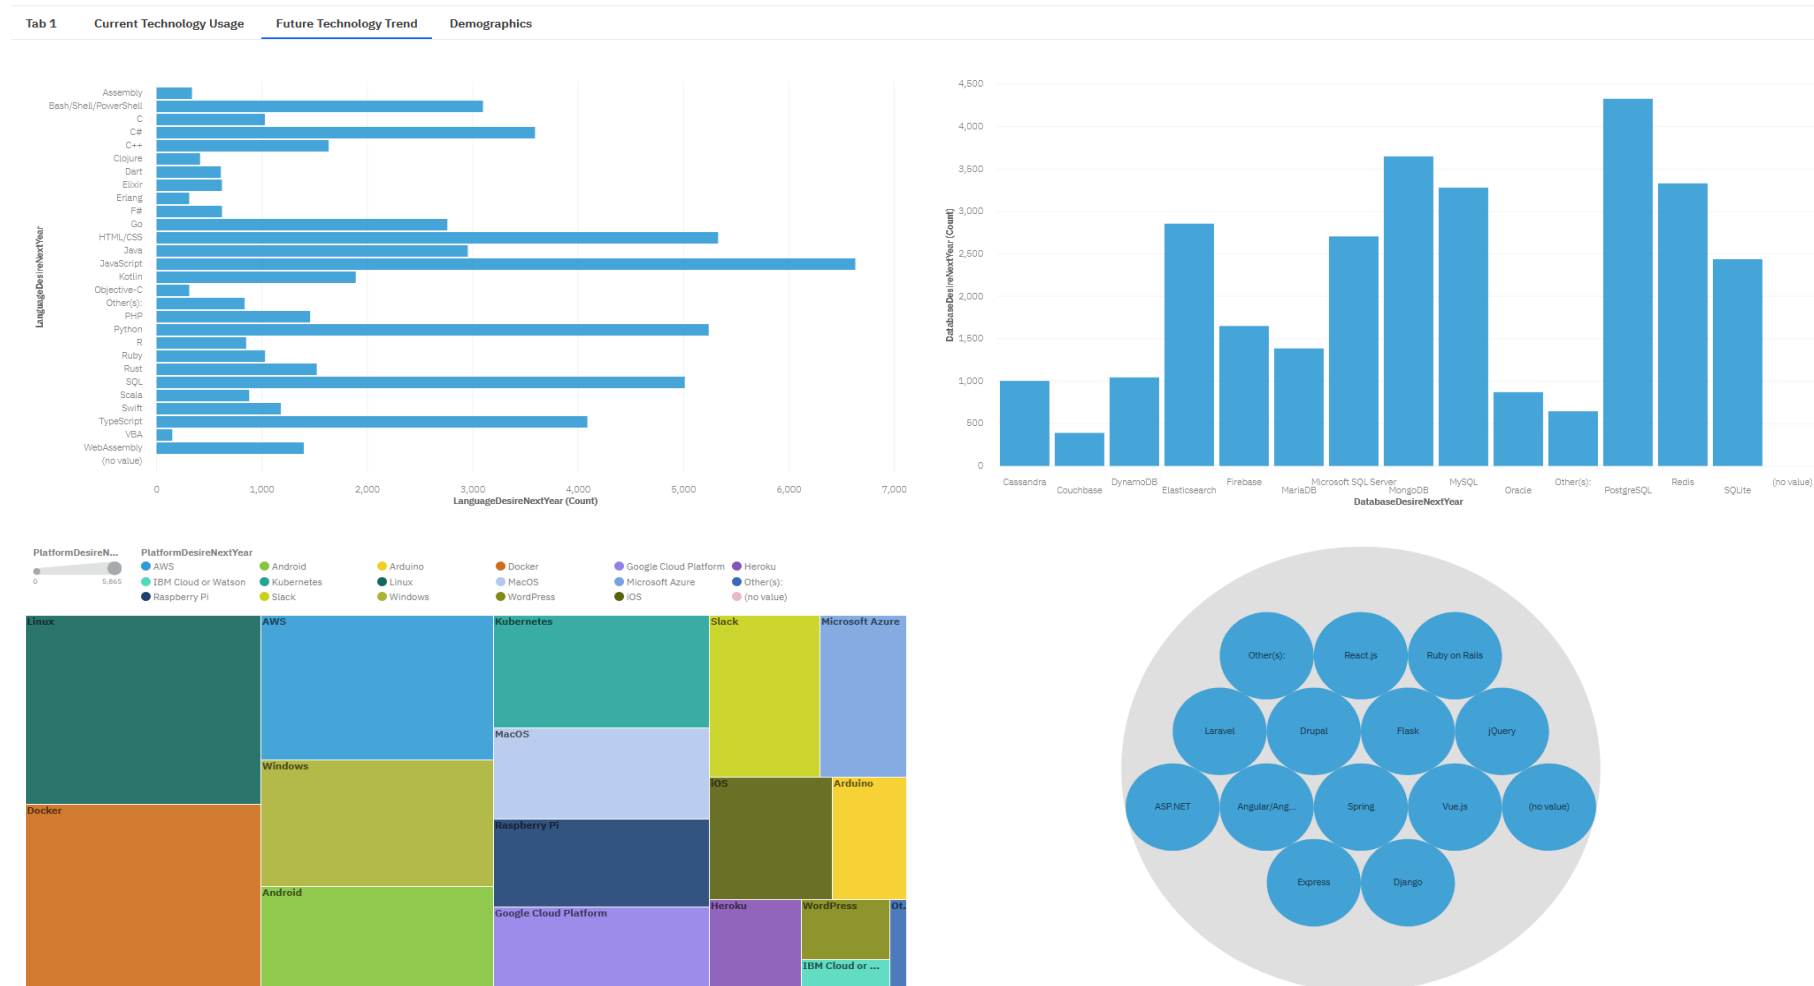 Tab 1 Current Technology Usage Future Technology Trend Demographics
LanguageDesireNextYear
Assembly
Bash/Shell/PowerShell
C
C#
C++
Clojure
Dart
Elixir
Erlang
F#
Go
HTML/CSS
Java
JavaScript
Kotlin
Objective-C
Other(s):
PHP
Python
R
Ruby
Rust
SQL
Scala
Swift
TypeScript
VBA
WebAssembly
(no value)
0 1,000 2,000 3,000 4,000 5,000 6,000 7,000
LanguageDesireNextYear (Count)
DatabaseDesireNextYear (Count)
4,500
4,000
3,500
3,000
2,500
2,000
1,500
1,000
500
0
Cassandra Couchbase DynamoDB Elasticsearch Firebase MariaDB Microsoft SQL Server MongoDB MySQL Oracle Other(s): PostgreSQL Redis SQLite (no value)
DatabaseDesireNextYear
PlatformDesireN... PlatformDesireNextYear
0 5,865
AWS Android Arduino Docker Google Cloud Platform Heroku
IBM Cloud or Watson Kubernetes Linux MacOS Microsoft Azure Other(s):
Raspberry Pi Slack Windows WordPress iOS (no value)
Linux AWS Kubernetes Slack Microsoft Azure
MacOS
Windows
iOS Arduino
Docker
Raspberry Pi
Android
Heroku WordPress Ot.
Google Cloud Platform
IBM Cloud or ...
Other(s): React.js Ruby on Rails
Laravel Drupal Flask jQuery
ASP.NET Angular/Ang... Spring Vue.js (no value)
Express Django